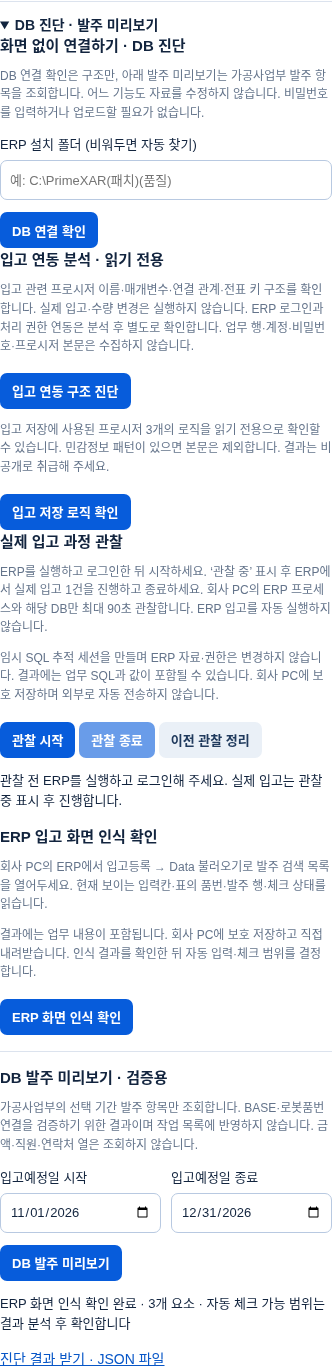 ▼ DB 진단 · 발주 미리보기
화면 없이 연결하기 · DB 진단
DB 연결 확인은 구조만, 아래 발주 미리보기는 가공사업부 발주 항
목을 조회합니다. 어느 기능도 자료를 수정하지 않습니다. 비밀번호
를 입력하거나 업로드할 필요가 없습니다.
ERP 설치 폴더 (비워두면 자동 찾기)
예: C:\PrimeXAR(패치)(품질)
DB 연결 확인
입고 연동 분석 · 읽기 전용
입고 관련 프로시저 이름·매개변수·연결 관계·전표 키 구조를 확인
합니다. 실제 입고·수량 변경은 실행하지 않습니다. ERP 로그인과
처리 권한 연동은 분석 후 별도로 확인합니다. 업무 행·계정·비밀번
호·프로시저 본문은 수집하지 않습니다.
입고 연동 구조 진단
입고 저장에 사용된 프로시저 3개의 로직을 읽기 전용으로 확인할
수 있습니다. 민감정보 패턴이 있으면 본문은 제외합니다. 결과는 비
공개로 취급해 주세요.
입고 저장 로직 확인
실제 입고 과정 관찰
ERP를 실행하고 로그인한 뒤 시작하세요. ‘관찰 중’ 표시 후 ERP에
서 실제 입고 1건을 진행하고 종료하세요. 회사 PC의 ERP 프로세
스와 해당 DB만 최대 90초 관찰합니다. ERP 입고를 자동 실행하지
않습니다.
임시 SQL 추적 세션을 만들며 ERP 자료·권한은 변경하지 않습니
다. 결과에는 업무 SQL과 값이 포함될 수 있습니다. 회사 PC에 보
호 저장하며 외부로 자동 전송하지 않습니다.
관찰 시작 관찰 종료 이전 관찰 정리
관찰 전 ERP를 실행하고 로그인해 주세요. 실제 입고는 관찰
중 표시 후 진행합니다.
ERP 입고 화면 인식 확인
회사 PC의 ERP에서 입고등록 → Data 불러오기로 발주 검색 목록
을 열어두세요. 현재 보이는 입력칸·표의 품번·발주 행·체크 상태를
읽습니다.
결과에는 업무 내용이 포함됩니다. 회사 PC에 보호 저장하고 직접
내려받습니다. 인식 결과를 확인한 뒤 자동 입력·체크 범위를 결정
합니다.
ERP 화면 인식 확인
DB 발주 미리보기 · 검증용
가공사업부의 선택 기간 발주 항목만 조회합니다. BASE·로봇품번
연결을 검증하기 위한 결과이며 작업 목록에 반영하지 않습니다. 금
액·직원·연락처 열은 조회하지 않습니다.
입고예정일 시작 입고예정일 종료
11/01/2026 12/31/2026
DB 발주 미리보기
ERP 화면 인식 확인 완료 · 3개 요소 · 자동 체크 가능 범위는
결과 분석 후 확인합니다
진단 결과 받기 · JSON 파일